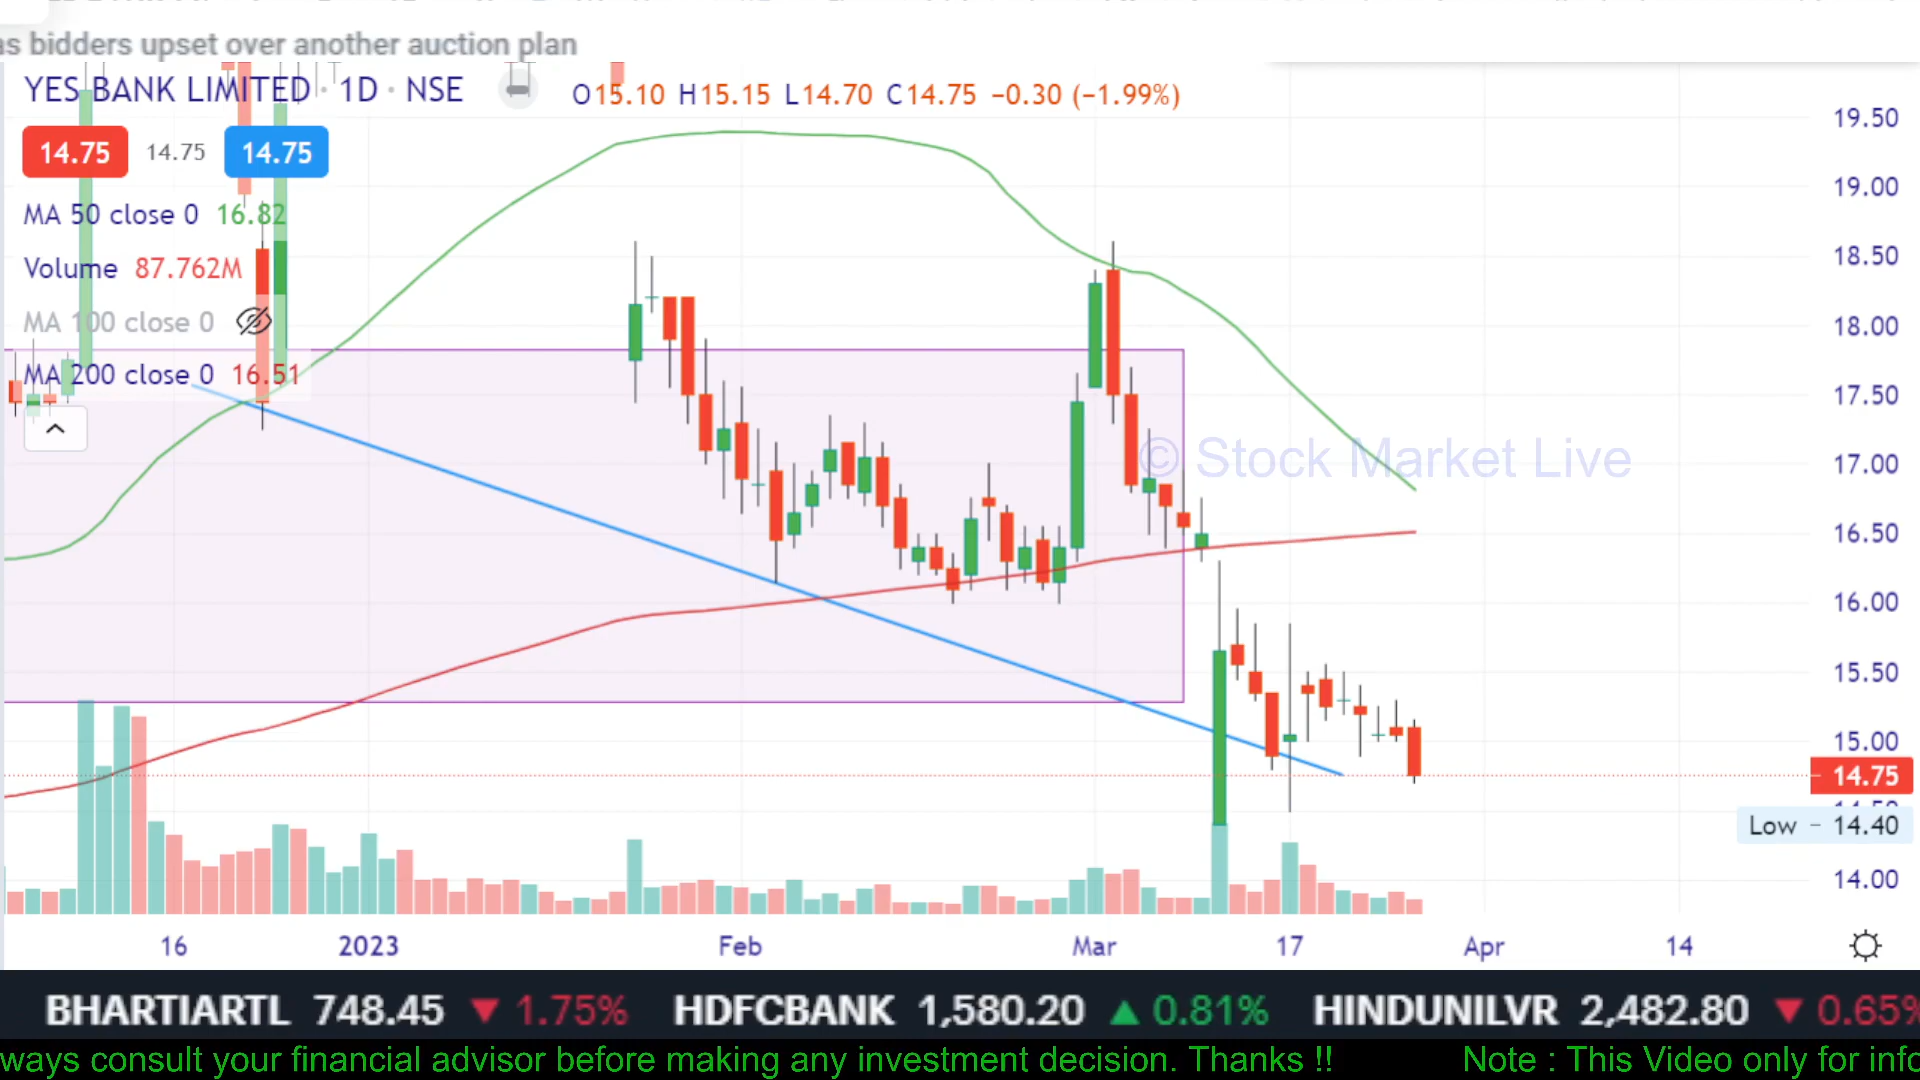 as bidders upset over another auction plan
YES BANK LIMITED · 1D · NSE O15.10 H15.15 L14.70 C14.75 −0.30 (−1.99%)
14.75 14.75 14.75
MA 50 close 0 16.82
Volume 87.762M
MA 100 close 0
MA 200 close 0 16.51
© Stock Market Live
19.50
19.00
18.50
18.00
17.50
17.00
16.50
16.00
15.50
15.00
14.75
Low - 14.40
14.00
16 2023 Feb Mar 17 Apr 14
BHARTIARTL 748.45 ▼ 1.75% HDFCBANK 1,580.20 ▲ 0.81% HINDUNILVR 2,482.80 ▼ 0.65%
ways consult your financial advisor before making any investment decision. Thanks !! Note : This Video only for info